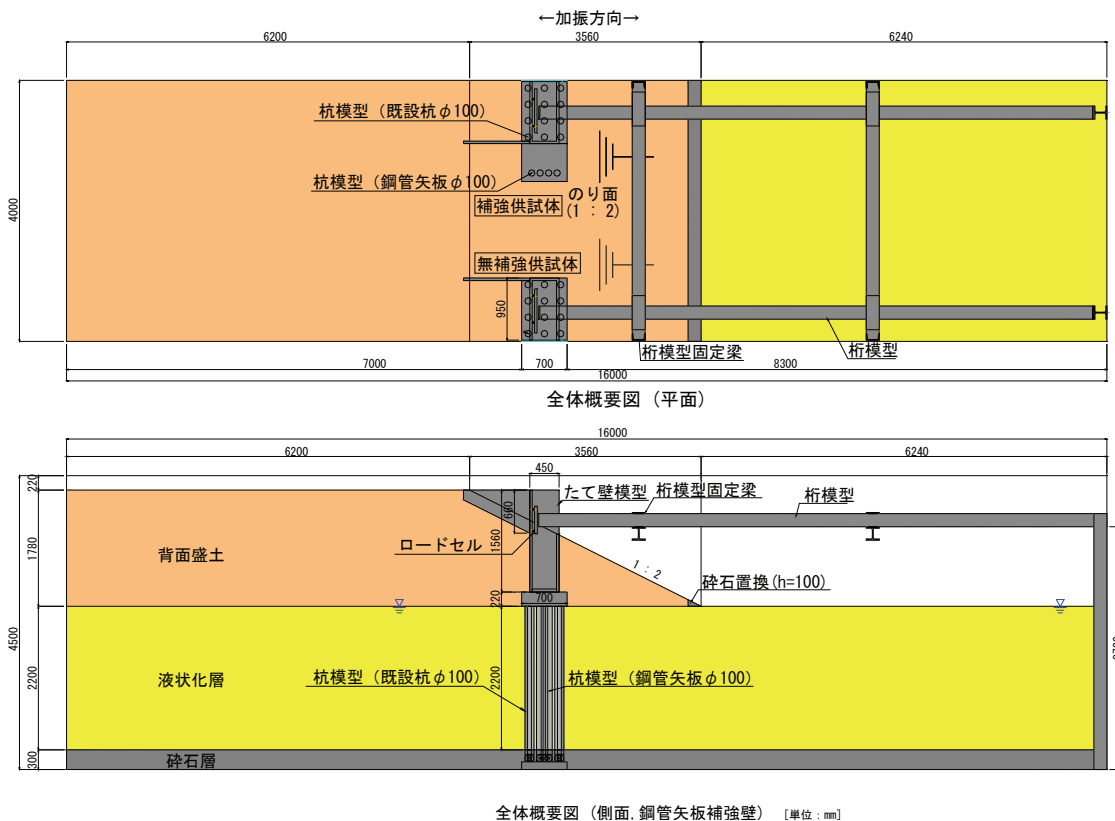 ←加振方向→
6200
3560
6240
杭模型（既設杭φ100）
杭模型（鋼管矢板φ100）
補強供試体
のり面
(1 : 2)
4000
無補強供試体
950
桁模型固定梁
桁模型
7000
700
8300
16000
全体概要図（平面）
16000
6200
3560
6240
450
220
たて壁模型
桁模型固定梁
桁模型
660
ロードセル
1560
背面盛土
1780
1 : 2
砕石置換(h=100)
220
700
4500
液状化層
2200
杭模型（既設杭φ100）
2200
杭模型（鋼管矢板φ100）
砕石層
300
全体概要図（側面,鋼管矢板補強壁） [単位：mm]